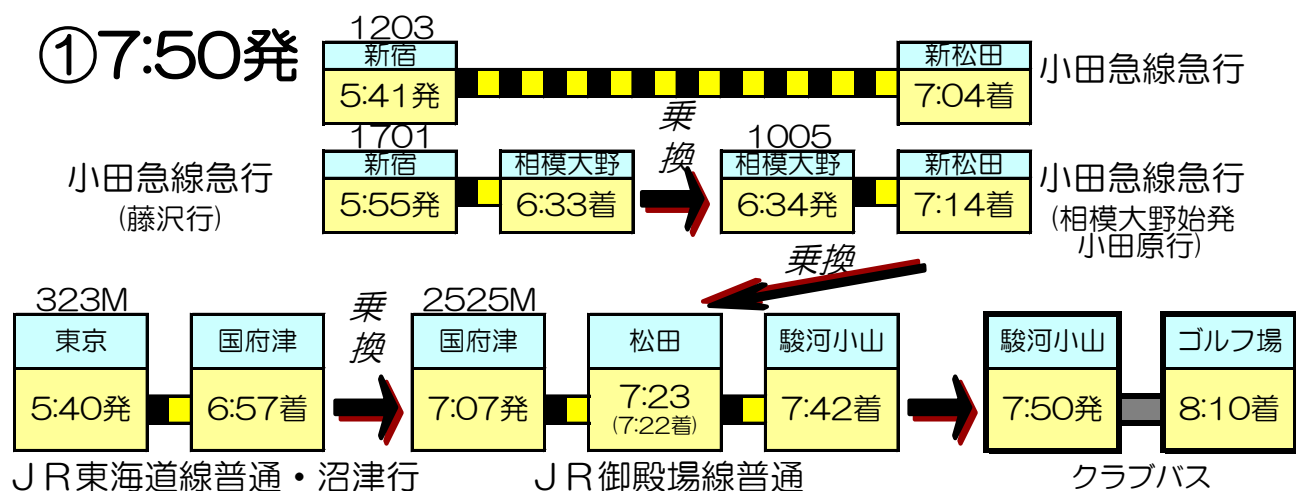 ①7:50発
1203
新宿
5:41発
新松田
7:04着
小田急線急行
小田急線急行
(藤沢行)
1701
新宿
5:55発
相模大野
6:33着
乗
換
1005
相模大野
6:34発
新松田
7:14着
小田急線急行
(相模大野始発
小田原行)
乗換
323M
東京
5:40発
国府津
6:57着
乗
換
2525M
国府津
7:07発
松田
7:23
(7:22着)
駿河小山
7:42着
駿河小山
7:50発
ゴルフ場
8:10着
JR東海道線普通・沼津行
JR御殿場線普通
クラブバス